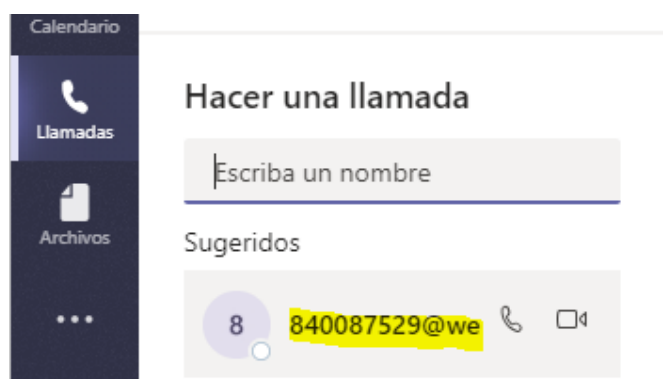 Calendario
Llamadas
Archivos
Hacer una llamada
Escriba un nombre
Sugeridos
8
840087529@we